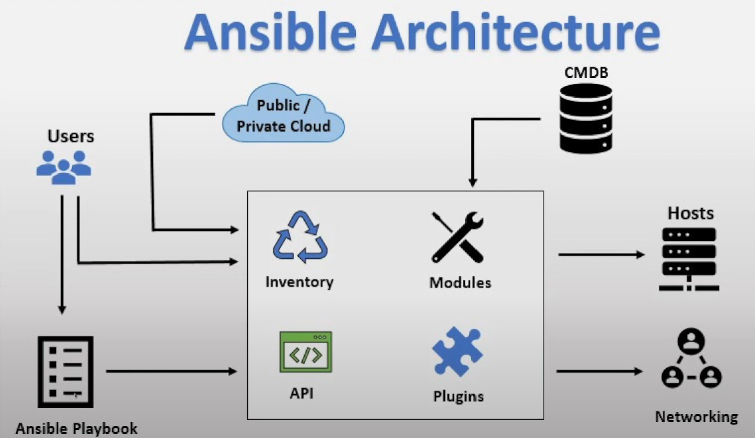 Ansible Architecture
CMDB
Public /
Private Cloud
Users
Hosts
Inventory
Modules
</>
API
Plugins
Networking
Ansible Playbook